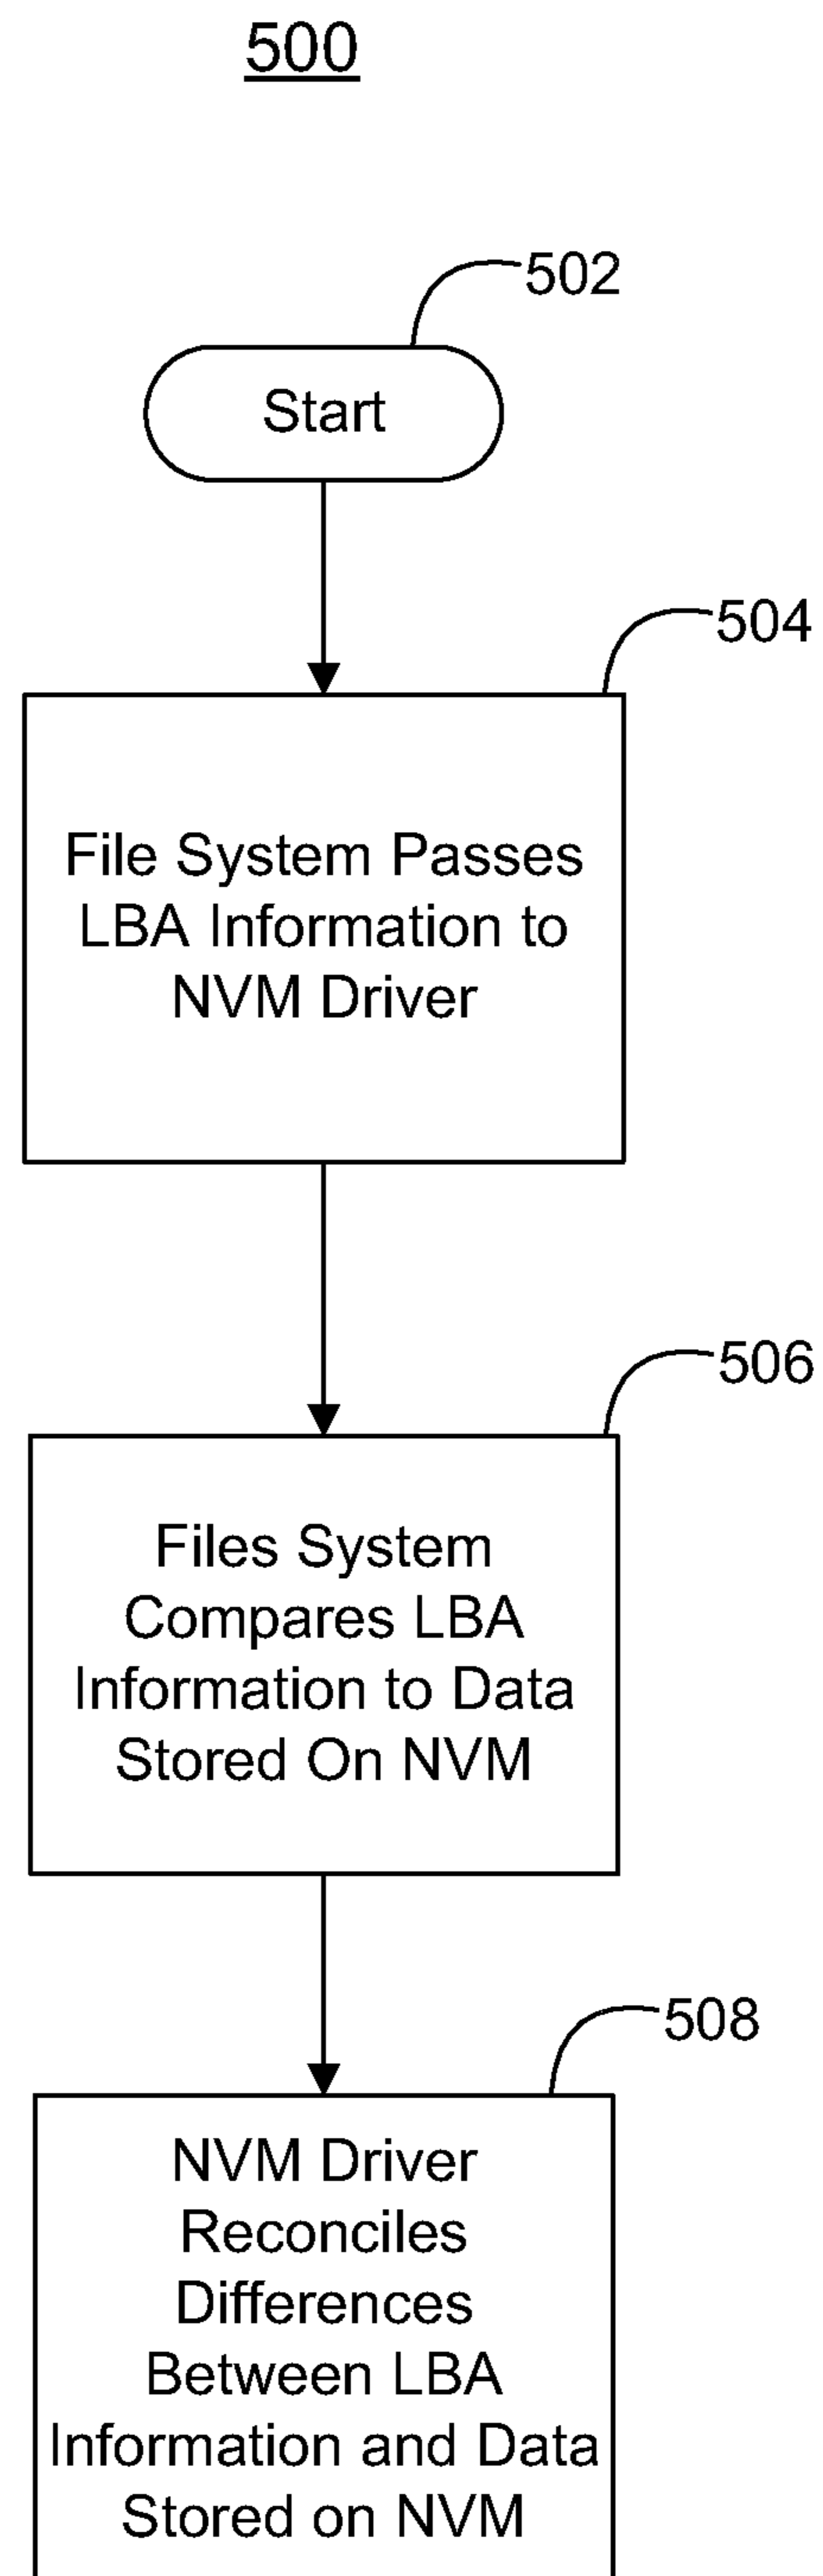 500
502
Start
504
File System Passes
LBA Information to
NVM Driver
506
Files System
Compares LBA
Information to Data
Stored On NVM
508
NVM Driver
Reconciles
Differences
Between LBA
Information and Data
Stored on NVM